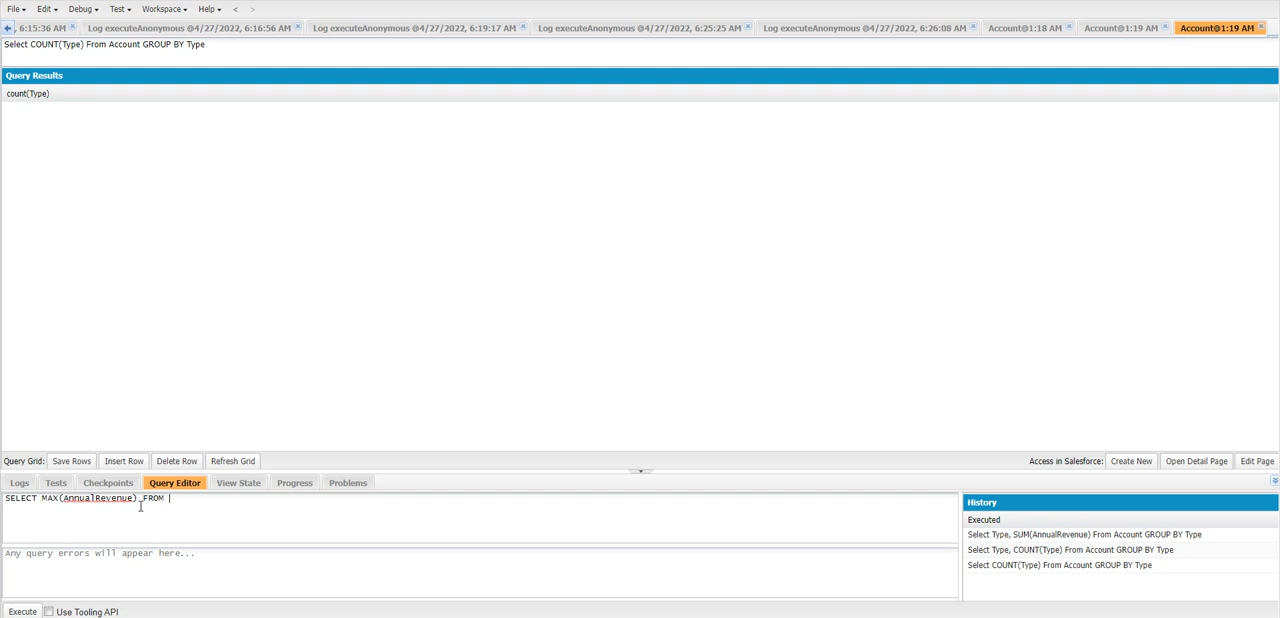 File Edit Debug Test Workspace Help < >
, 6:15:36 AM Log executeAnonymous @4/27/2022, 6:16:56 AM Log executeAnonymous @4/27/2022, 6:19:17 AM Log executeAnonymous @4/27/2022, 6:25:25 AM Log executeAnonymous @4/27/2022, 6:26:08 AM Account@1:18 AM Account@1:19 AM Account@1:19 AM
Select COUNT(Type) From Account GROUP BY Type
Query Results
count(Type)
Query Grid: Save Rows Insert Row Delete Row Refresh Grid Access in Salesforce: Create New Open Detail Page Edit Page
Logs Tests Checkpoints Query Editor View State Progress Problems
SELECT MAX(AnnualRevenue) FROM
History
Executed
Select Type, SUM(AnnualRevenue) From Account GROUP BY Type
Select Type, COUNT(Type) From Account GROUP BY Type
Select COUNT(Type) From Account GROUP BY Type
Any query errors will appear here...
Execute Use Tooling API